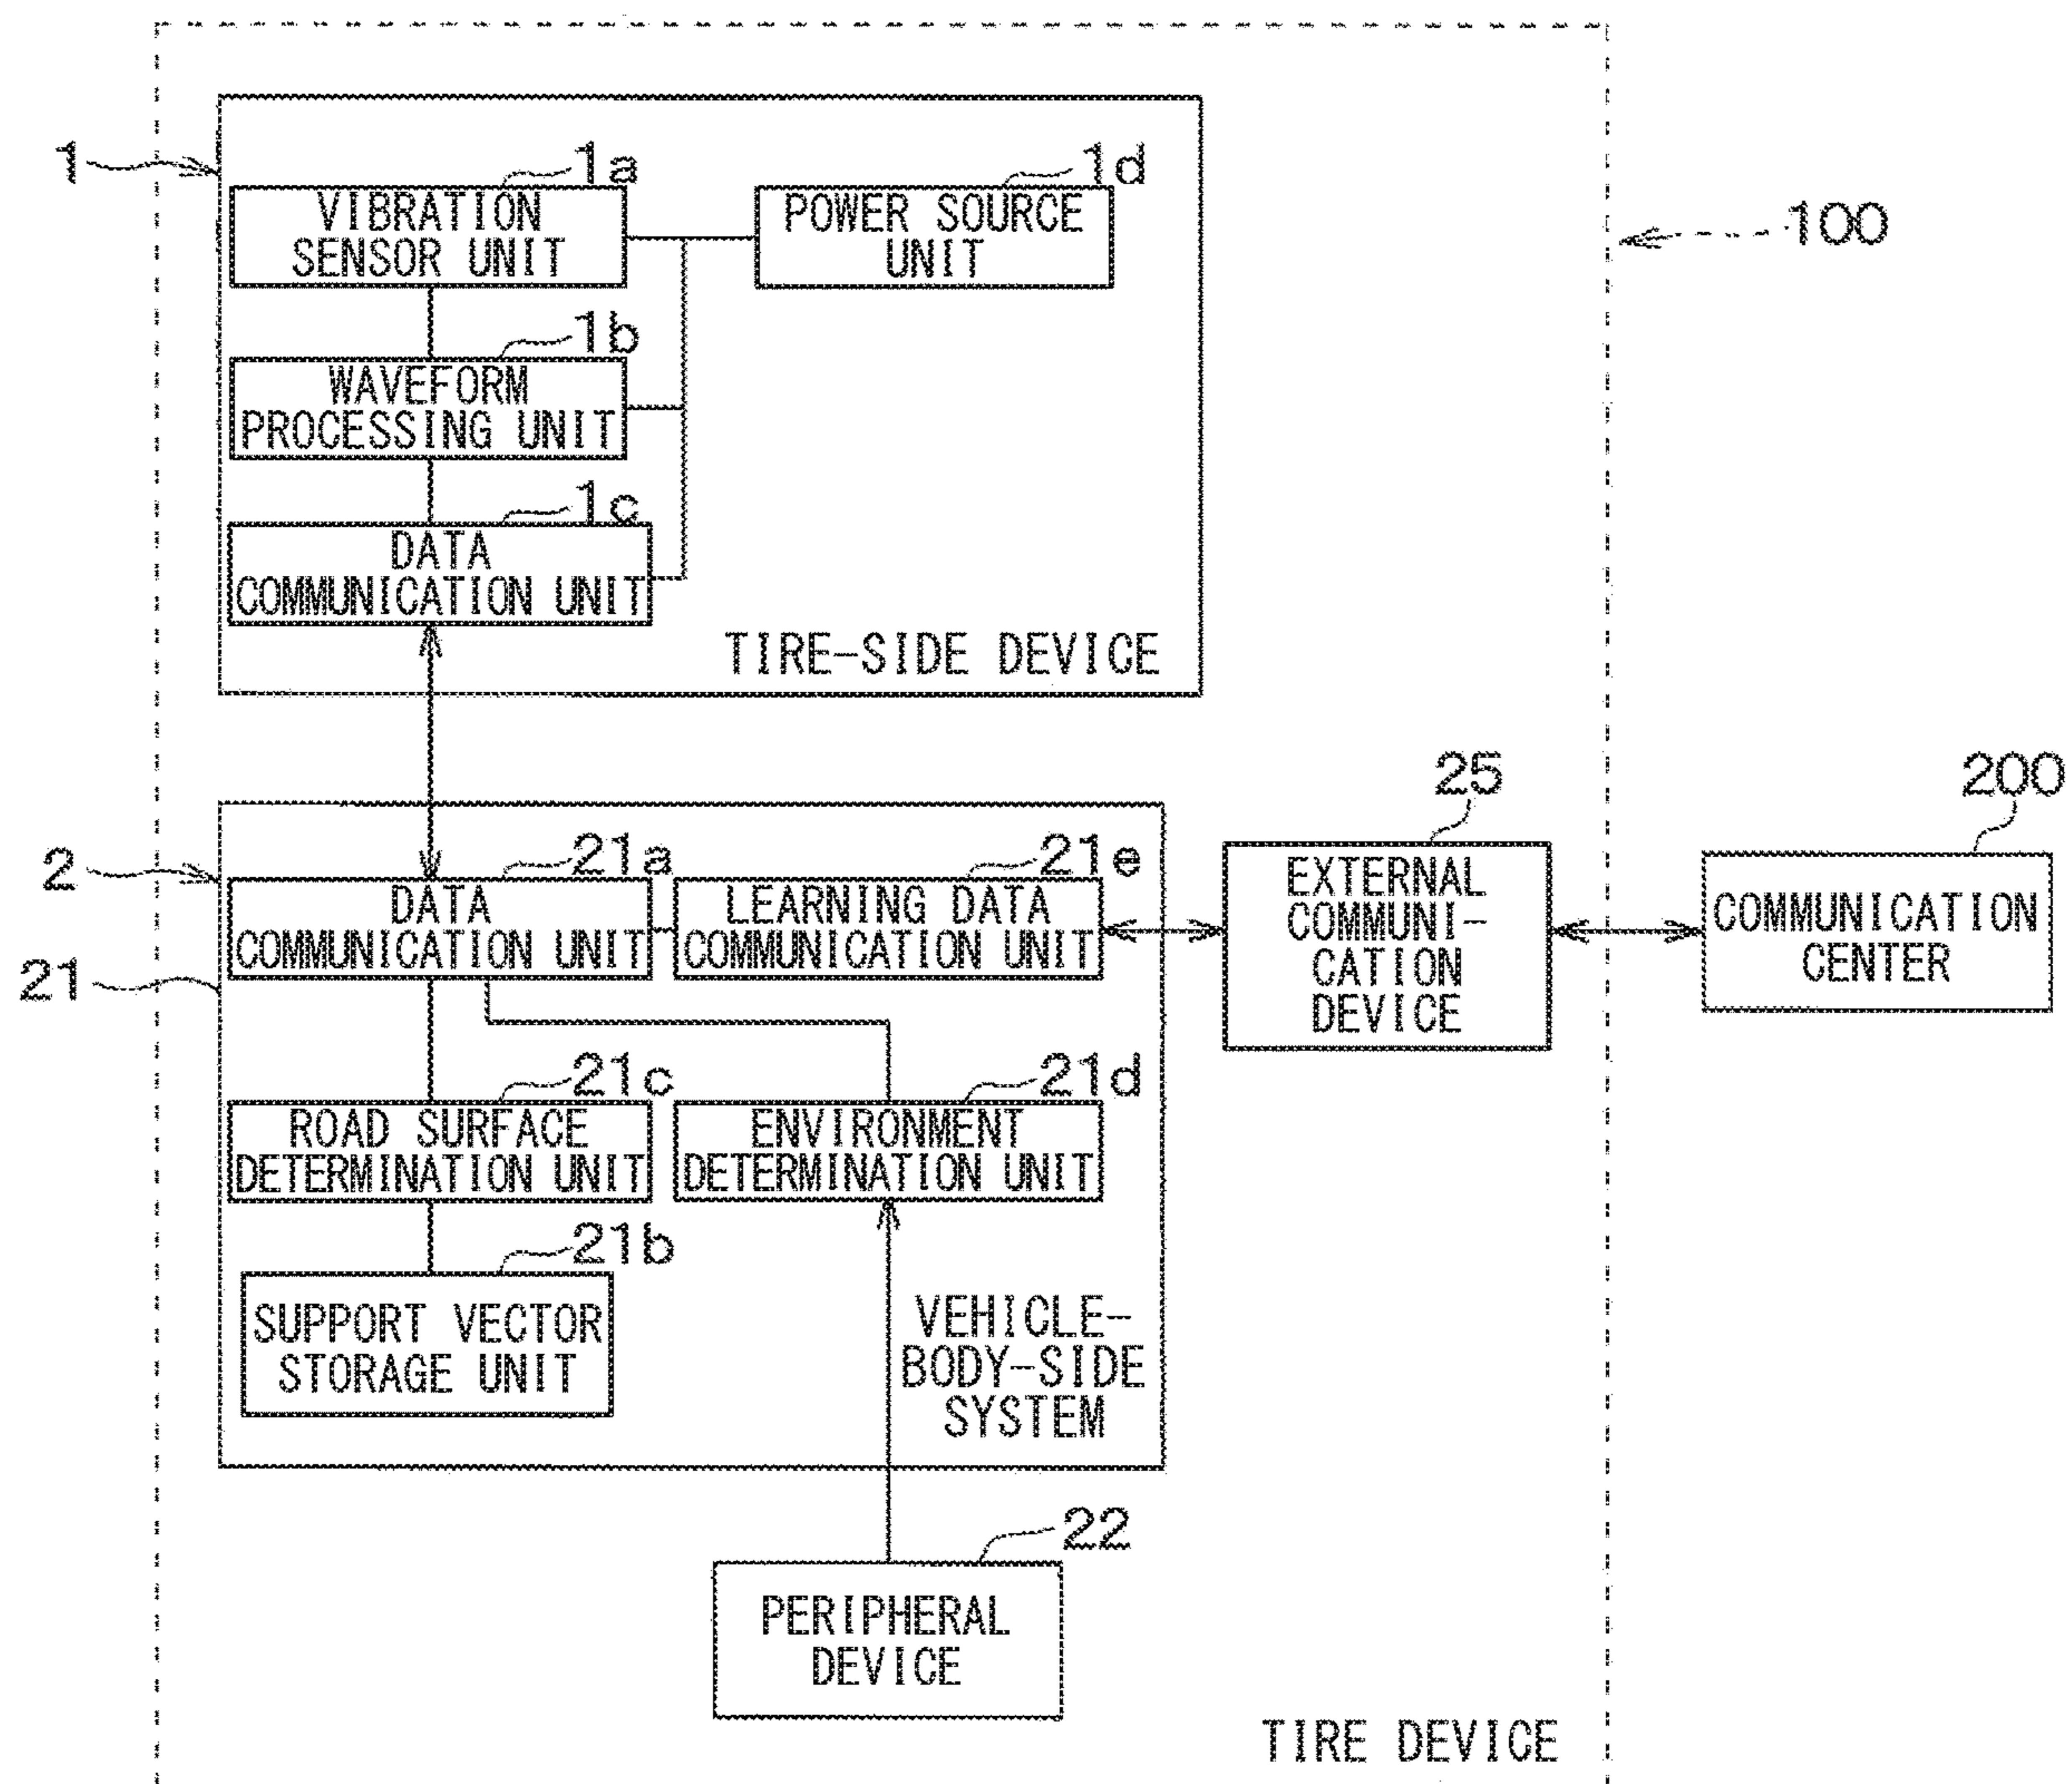 1
1a
VIBRATION
SENSOR UNIT
1d
POWER SOURCE
UNIT
100
1b
WAVEFORM
PROCESSING UNIT
1c
DATA
COMMUNICATION UNIT
TIRE-SIDE DEVICE
2
21
21a
DATA
COMMUNICATION UNIT
21e
LEARNING DATA
COMMUNICATION UNIT
25
EXTERNAL
COMMUNI-
CATION
DEVICE
200
COMMUNICATION
CENTER
21c
ROAD SURFACE
DETERMINATION UNIT
21d
ENVIRONMENT
DETERMINATION UNIT
21b
SUPPORT VECTOR
STORAGE UNIT
VEHICLE-
BODY-SIDE
SYSTEM
22
PERIPHERAL
DEVICE
TIRE DEVICE